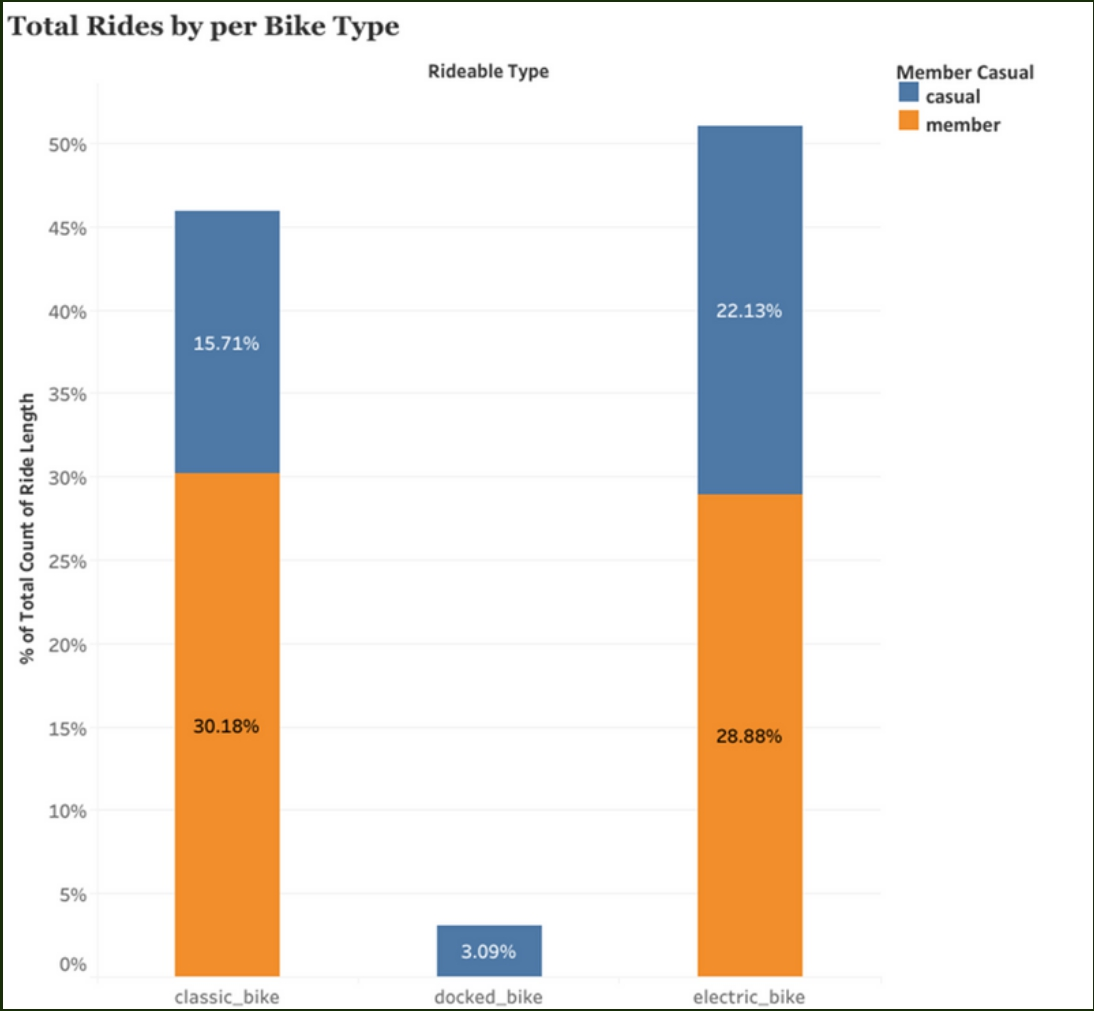 Total Rides by per Bike Type
Rideable Type
Member Casual
casual
member
% of Total Count of Ride Length
50%
45%
40%
35%
30%
25%
20%
15%
10%
5%
0%
15.71%
30.18%
3.09%
22.13%
28.88%
classic_bike
docked_bike
electric_bike